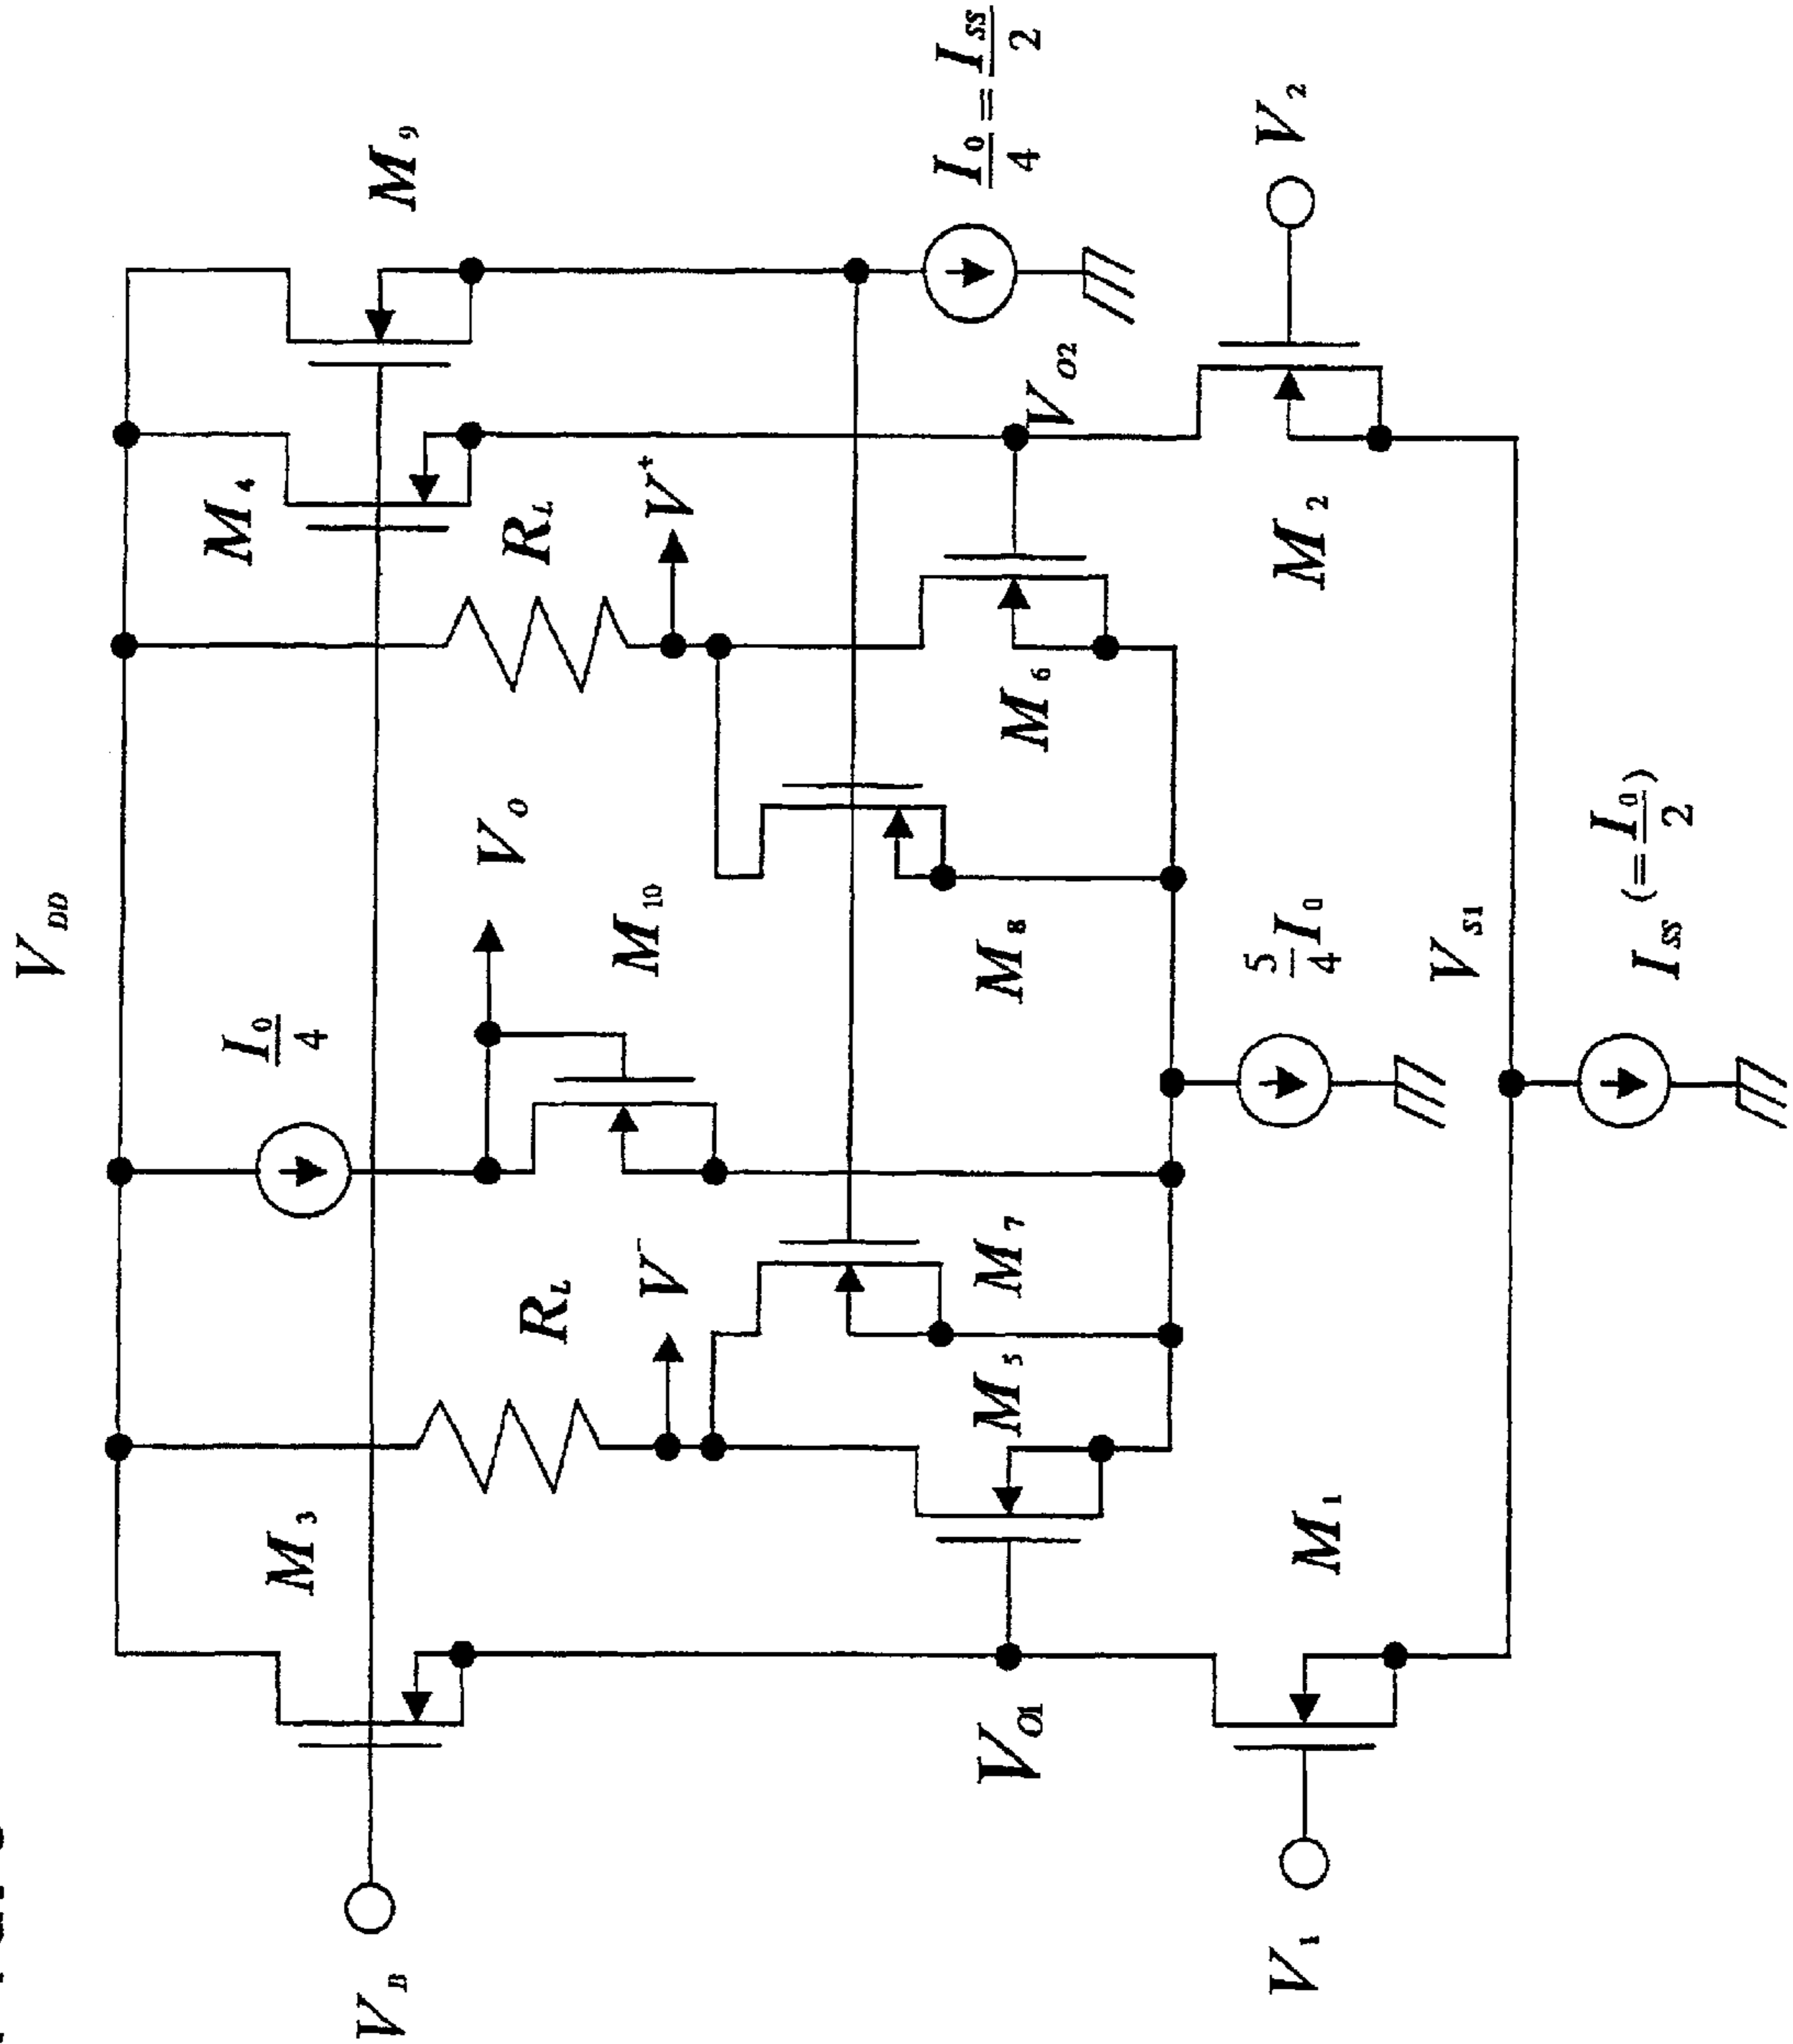 V_DD
I_0/4
M_3
M_4
M_9
V_B
R_L
R_L
V_O
V^-
V^+
M_10
M_5
M_7
M_8
M_6
V_O1
V_O2
I_0/4 = I_SS/2
5/4 I_0
V_1
M_1
M_2
V_2
V_S1
I_SS (= I_0/2)